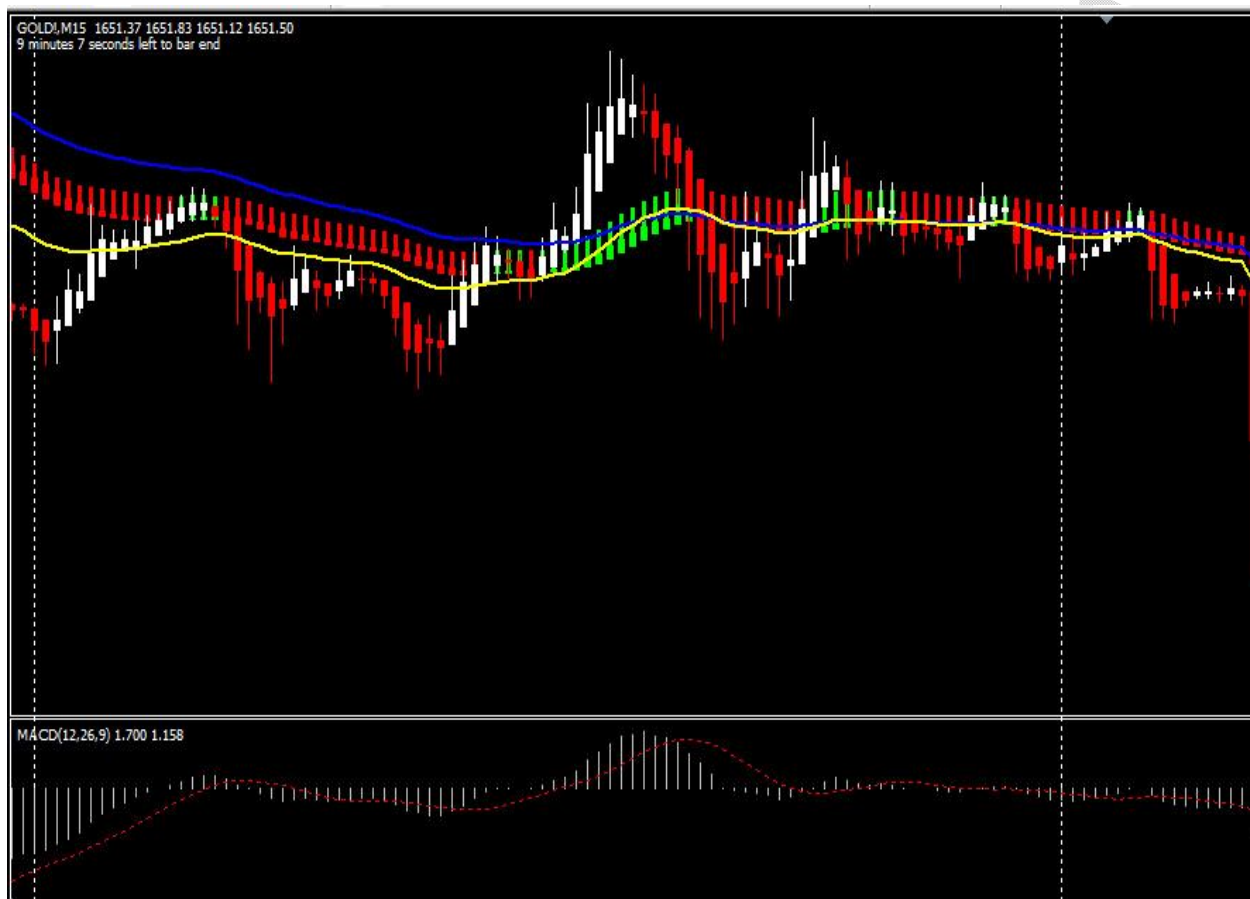 GOLD!,M15 1651.37 1651.83 1651.12 1651.50
9 minutes 7 seconds left to bar end
MACD(12,26,9) 1.700 1.158